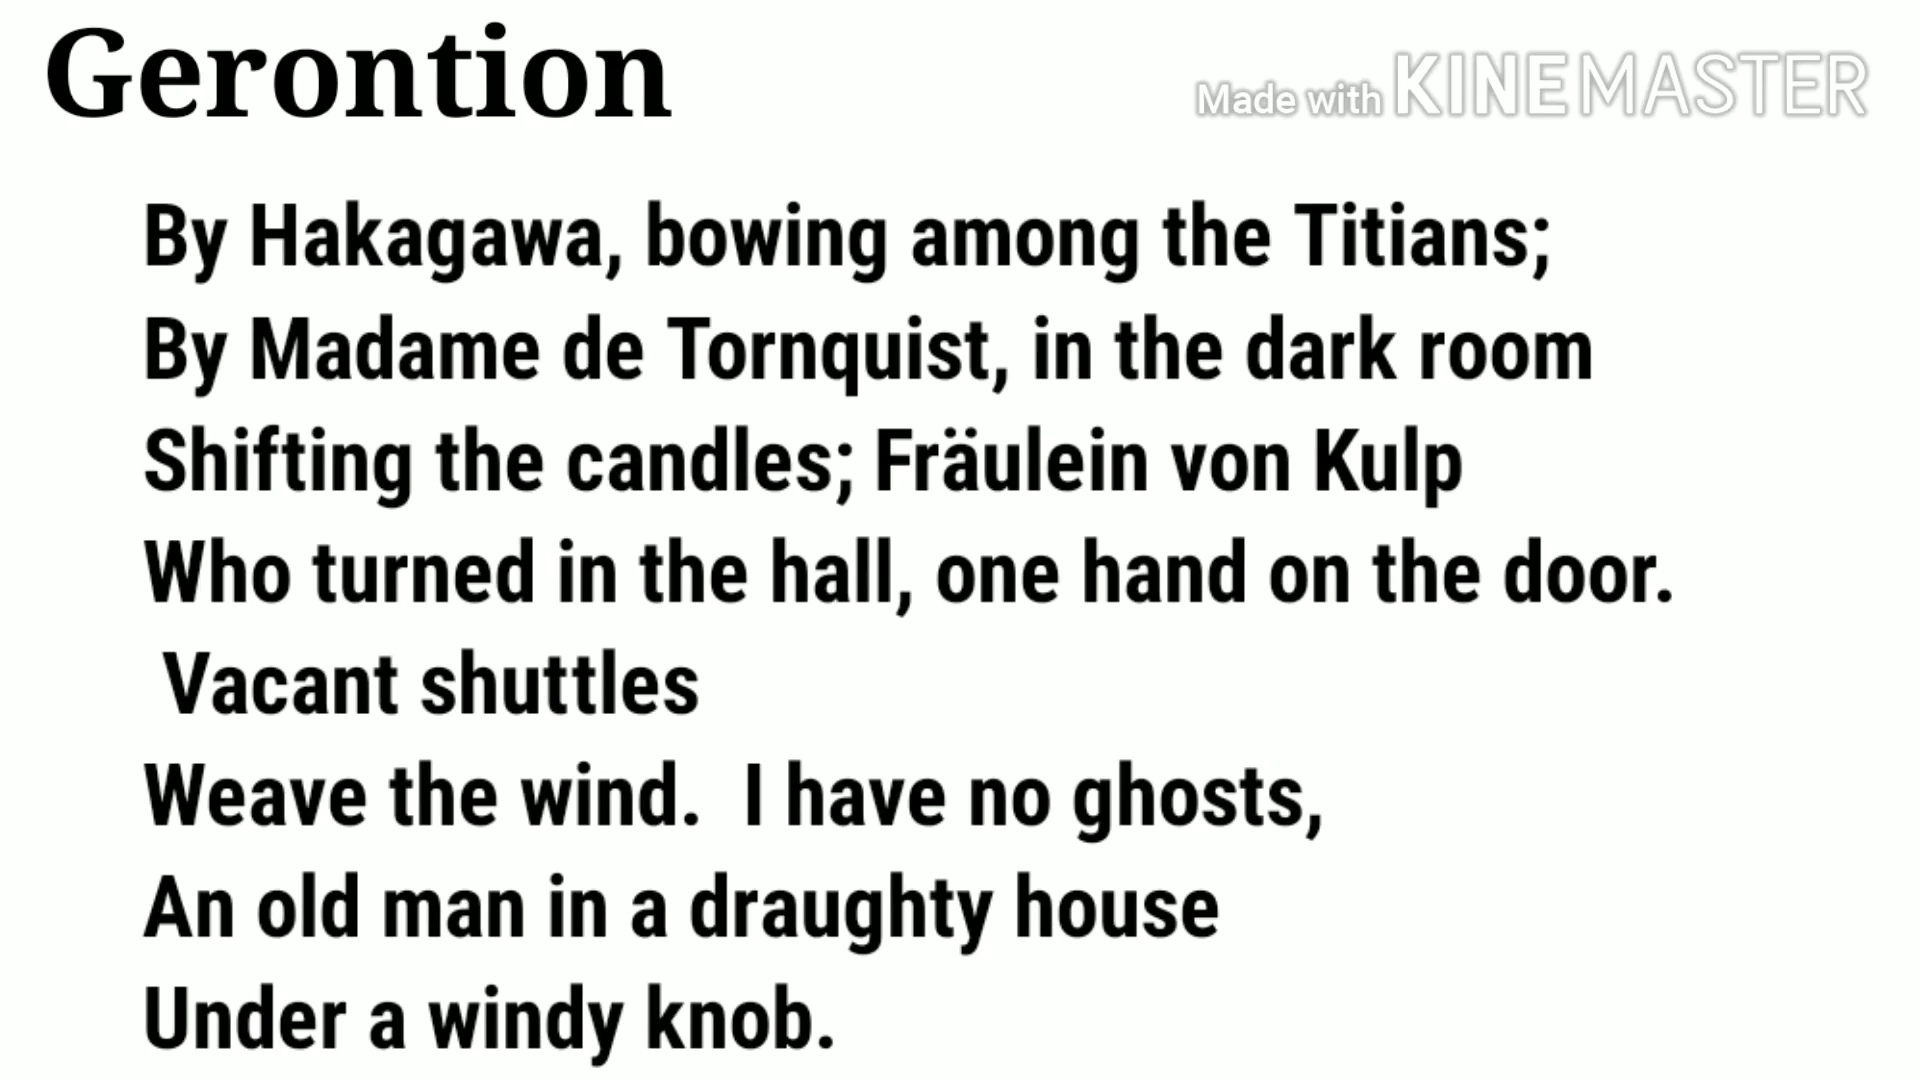 Gerontion
Made with KINEMASTER
By Hakagawa, bowing among the Titians;
By Madame de Tornquist, in the dark room
Shifting the candles; Fräulein von Kulp
Who turned in the hall, one hand on the door.
Vacant shuttles
Weave the wind.  I have no ghosts,
An old man in a draughty house
Under a windy knob.